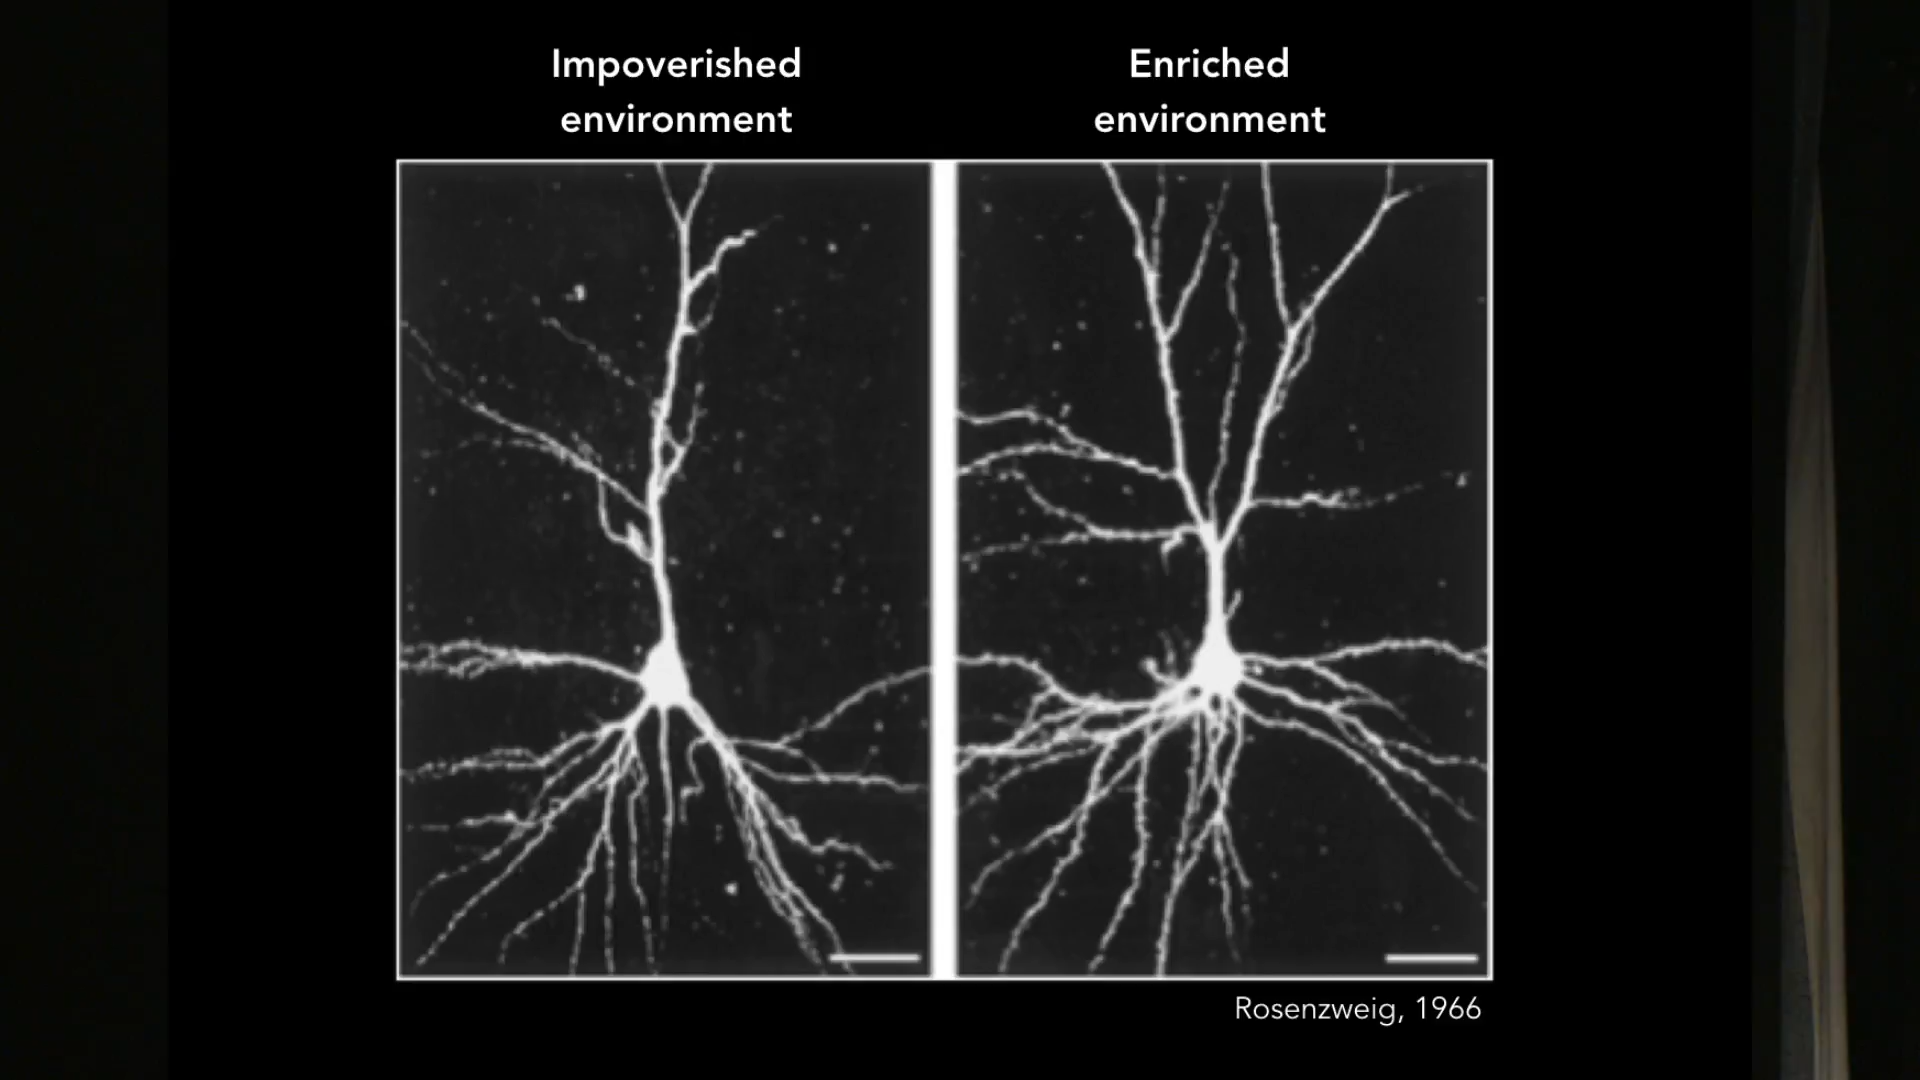 Impoverished
environment
Enriched
environment
Rosenzweig, 1966